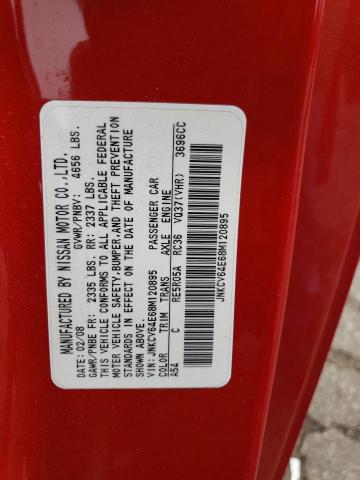 MANUFACTURED BY NISSAN MOTOR CO.,LTD.
DATE: 02/08 GVWR/PNBV: 4656 LBS.
GAWR/PNBE FR: 2335 LBS. RR: 2337 LBS.
THIS VEHICLE CONFORMS TO ALL APPLICABLE FEDERAL
MOTOR VEHICLE SAFETY,BUMPER,AND THEFT PREVENTION
STANDARDS IN EFFECT ON THE DATE OF MANUFACTURE
SHOWN ABOVE.
VIN: JNKCV64E68M120895 PASSENGER CAR
COLOR TRIM TRANS AXLE ENGINE
A54 C RE5R05A RC36 VQ37(VHR) 3696CC
JNKCV64E68M120895